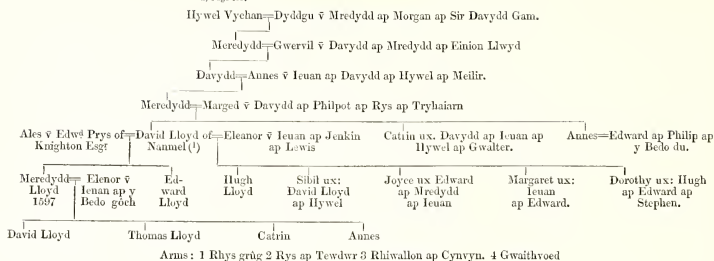 Hywel Vychan=Dyddgu v̄ Mredydd ap Morgan ap Sir Davydd Gam.
Meredydd=Gwervil v̄ Davydd ap Mredydd ap Einion Llwyd
Davydd=Annes v̄ Ieuan ap Davydd ap Hywel ap Meilir.
Meredydd=Marged v̄ Davydd ap Philpot ap Rys ap Tryhaiarn
Ales v̄ Edwd Prys of=David Lloyd of=Eleanor v̄ Ieuan ap Jenkin Catrin ux. Davydd ap Ieuan ap Annes=Edward ap Philip ap
Knighton Esgr Nanmel (1) ap Lewis Hywel ap Gwalter. y Bedo du.
Meredydd=Elenor v̄ Ed- Hugh Sibil ux: Joyce ux Edward Margaret ux: Dorothy ux: Hugh
Lloyd Ieuan ap y ward Lloyd David Lloyd ap Mredydd Ieuan ap Edward ap
1597 Bedo gôch Lloyd ap Hywel ap Ieuan ap Edward. Stephen.
David Lloyd Thomas Lloyd Catrin Annes
Arms: 1 Rhys grûg 2 Rys ap Tewdwr 3 Rhiwallon ap Cynvyn. 4 Gwaithvoed